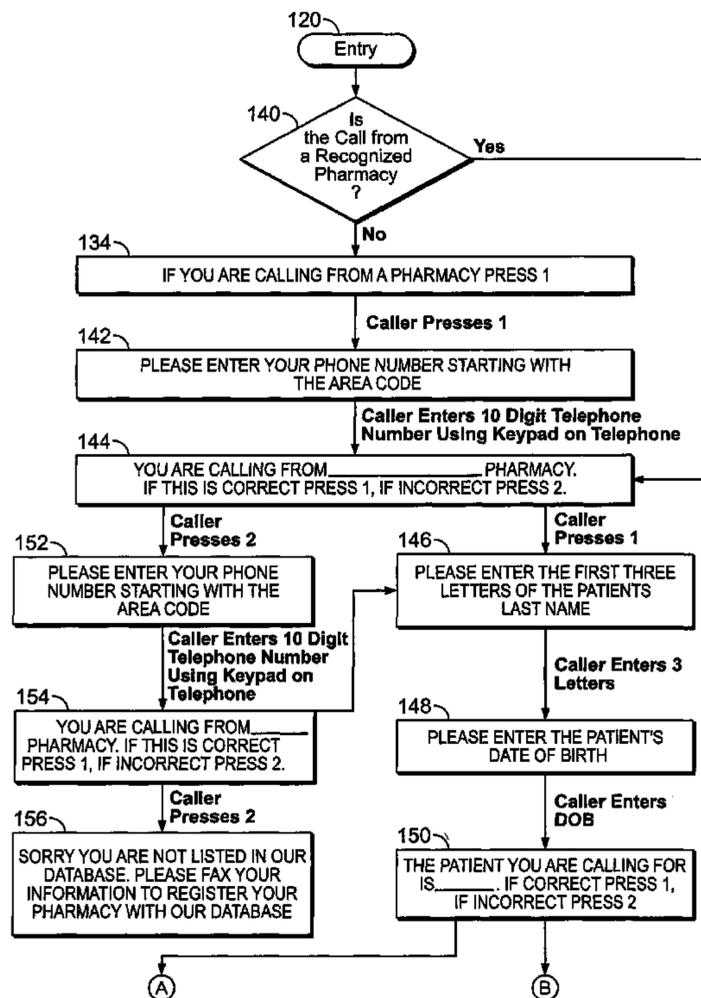 120
Entry
140
Is
the Call from
a Recognized
Pharmacy
?
Yes
No
134
IF YOU ARE CALLING FROM A PHARMACY PRESS 1
Caller Presses 1
142
PLEASE ENTER YOUR PHONE NUMBER STARTING WITH
THE AREA CODE
Caller Enters 10 Digit Telephone
Number Using Keypad on Telephone
144
YOU ARE CALLING FROM________________PHARMACY.
IF THIS IS CORRECT PRESS 1, IF INCORRECT PRESS 2.
Caller
Presses 2
Caller
Presses 1
152
PLEASE ENTER YOUR PHONE
NUMBER STARTING WITH THE
AREA CODE
146
PLEASE ENTER THE FIRST THREE
LETTERS OF THE PATIENTS
LAST NAME
Caller Enters 10 Digit
Telephone Number
Using Keypad on
Telephone
Caller Enters 3
Letters
154
YOU ARE CALLING FROM______
PHARMACY. IF THIS IS CORRECT
PRESS 1, IF INCORRECT PRESS 2.
148
PLEASE ENTER THE PATIENT'S
DATE OF BIRTH
Caller
Presses 2
Caller Enters
DOB
156
SORRY YOU ARE NOT LISTED IN OUR
DATABASE. PLEASE FAX YOUR
INFORMATION TO REGISTER YOUR
PHARMACY WITH OUR DATABASE
150
THE PATIENT YOU ARE CALLING FOR
IS______. IF CORRECT PRESS 1,
IF INCORRECT PRESS 2
A
B